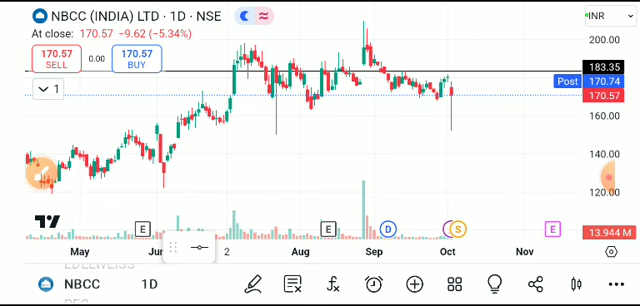 NBCC (INDIA) LTD · 1D · NSE
INR
At close: 170.57 −9.62 (−5.34%)
170.57 SELL
0.00
170.57 BUY
1
200.00
183.35
Post 170.74
170.57
160.00
140.00
120.00
13.944 M
E E D S E
May Jun 2 Aug Sep Oct Nov
EDELWEISS
NBCC 1D